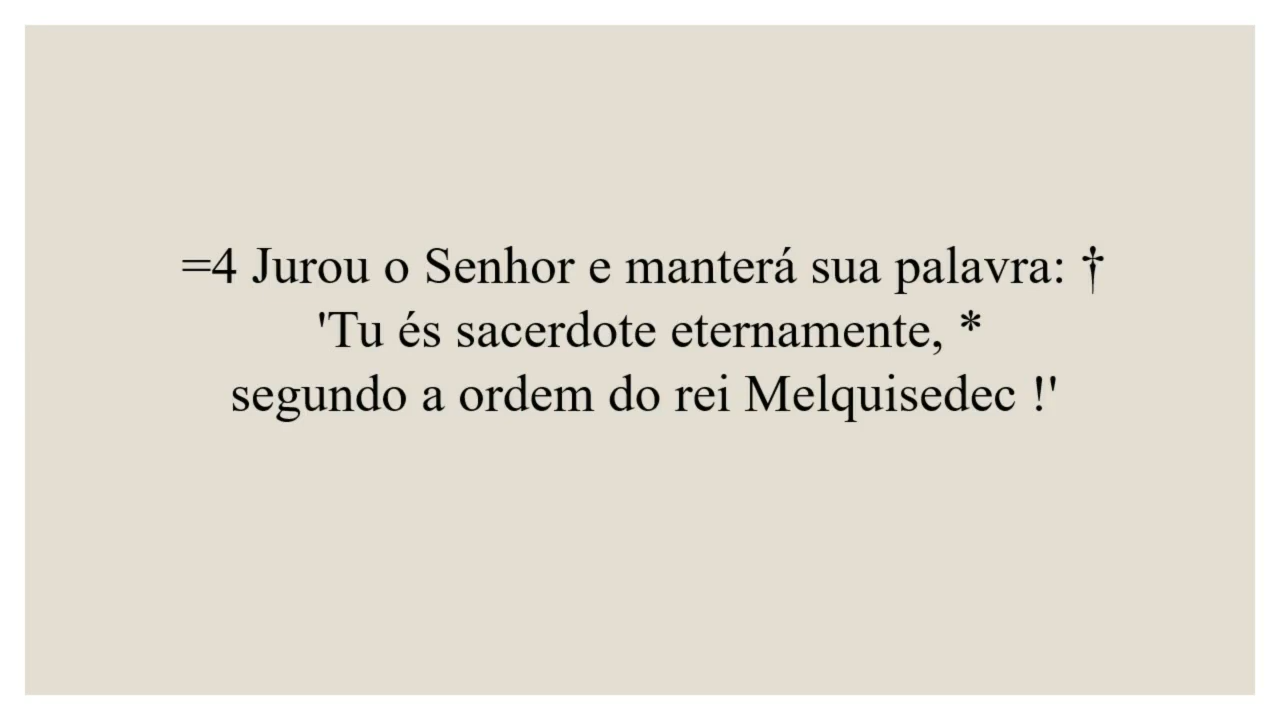 =4 Jurou o Senhor e manterá sua palavra: †
'Tu és sacerdote eternamente, *
segundo a ordem do rei Melquisedec !'